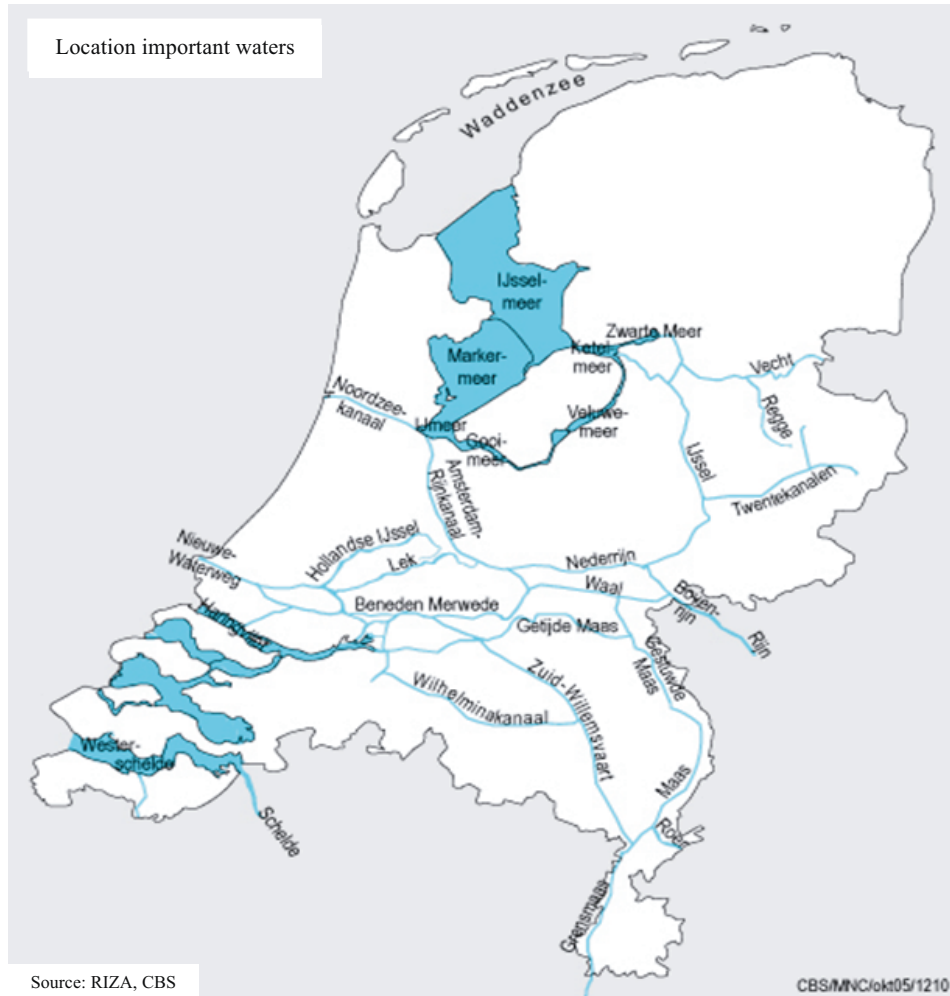 Location important waters
Waddenzee
IJssel-
meer
Zwarte Meer
Ketel-
meer
Marker-
meer
Vecht
Noordzee-
kanaal
IJmeer
Gooi-
meer
Veluwe-
meer
Regge
IJssel
Twentekanalen
Amsterdam-
Rijnkanaal
Nieuwe-
Waterweg
Hollandse IJssel
Lek
Nederrijn
Waal
Boven-
rijn
Rijn
Haringvliet
Beneden Merwede
Getijde Maas
Gestuwde
Maas
Wilhelminakanaal
Zuid-Willemsvaart
Wester-
schelde
Schelde
Maas
Roer
Grensmaas
Source: RIZA, CBS
CBS/MNC/okt05/1210